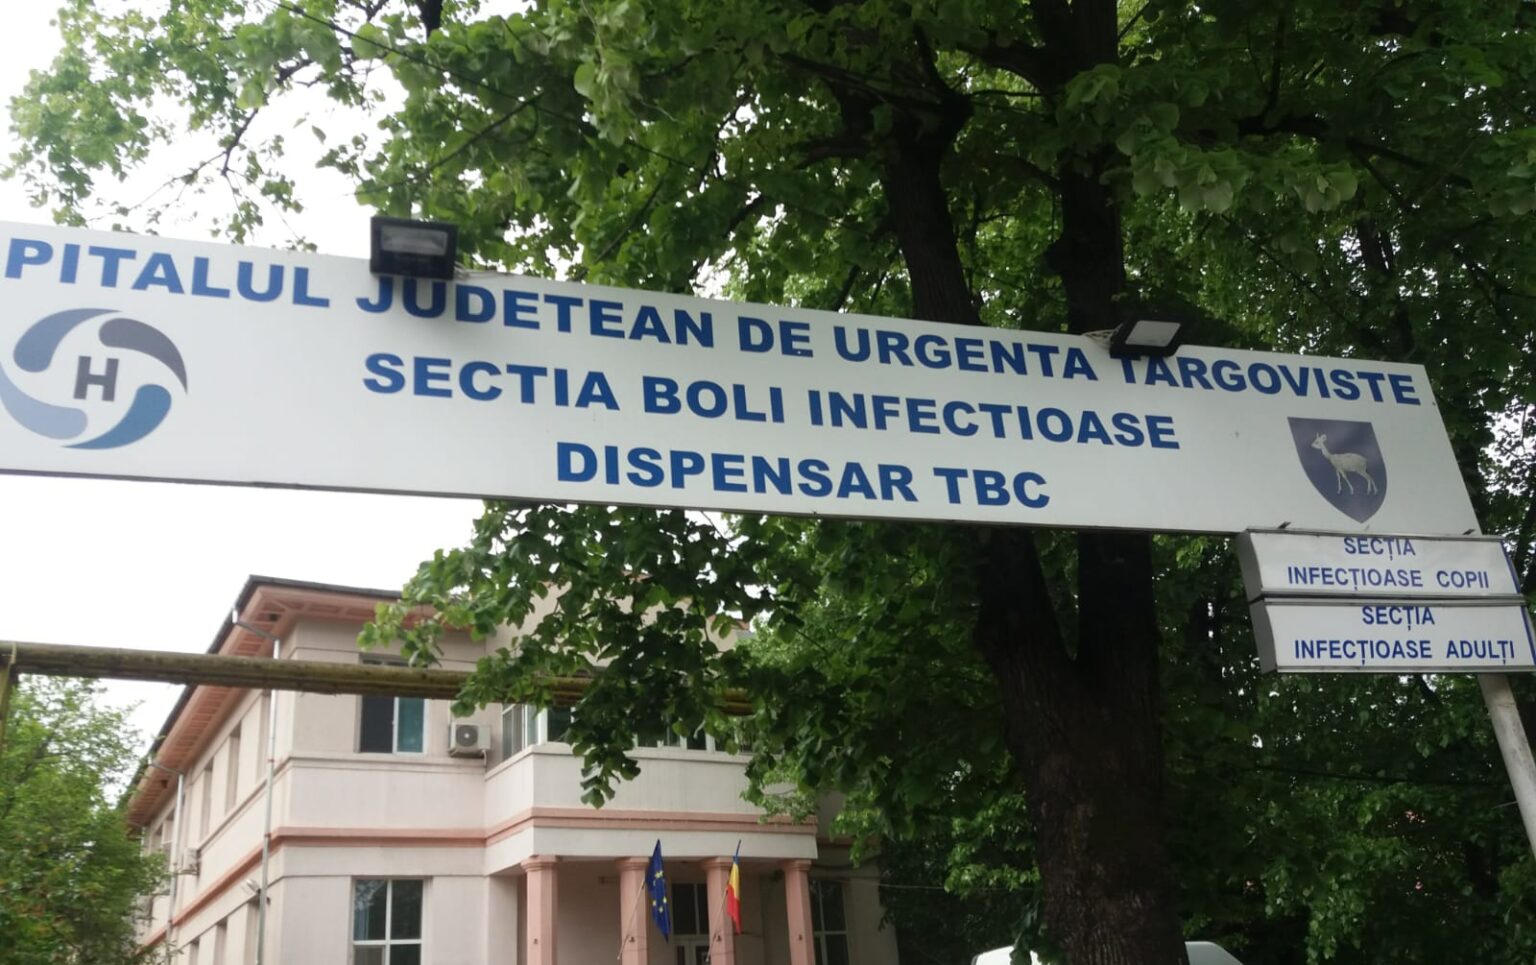 PITALUL JUDETEAN DE URGENTA TARGOVISTE
SECTIA BOLI INFECTIOASE
DISPENSAR TBC
H
SECȚIA
INFECȚIOASE COPII
SECȚIA
INFECȚIOASE ADULȚI